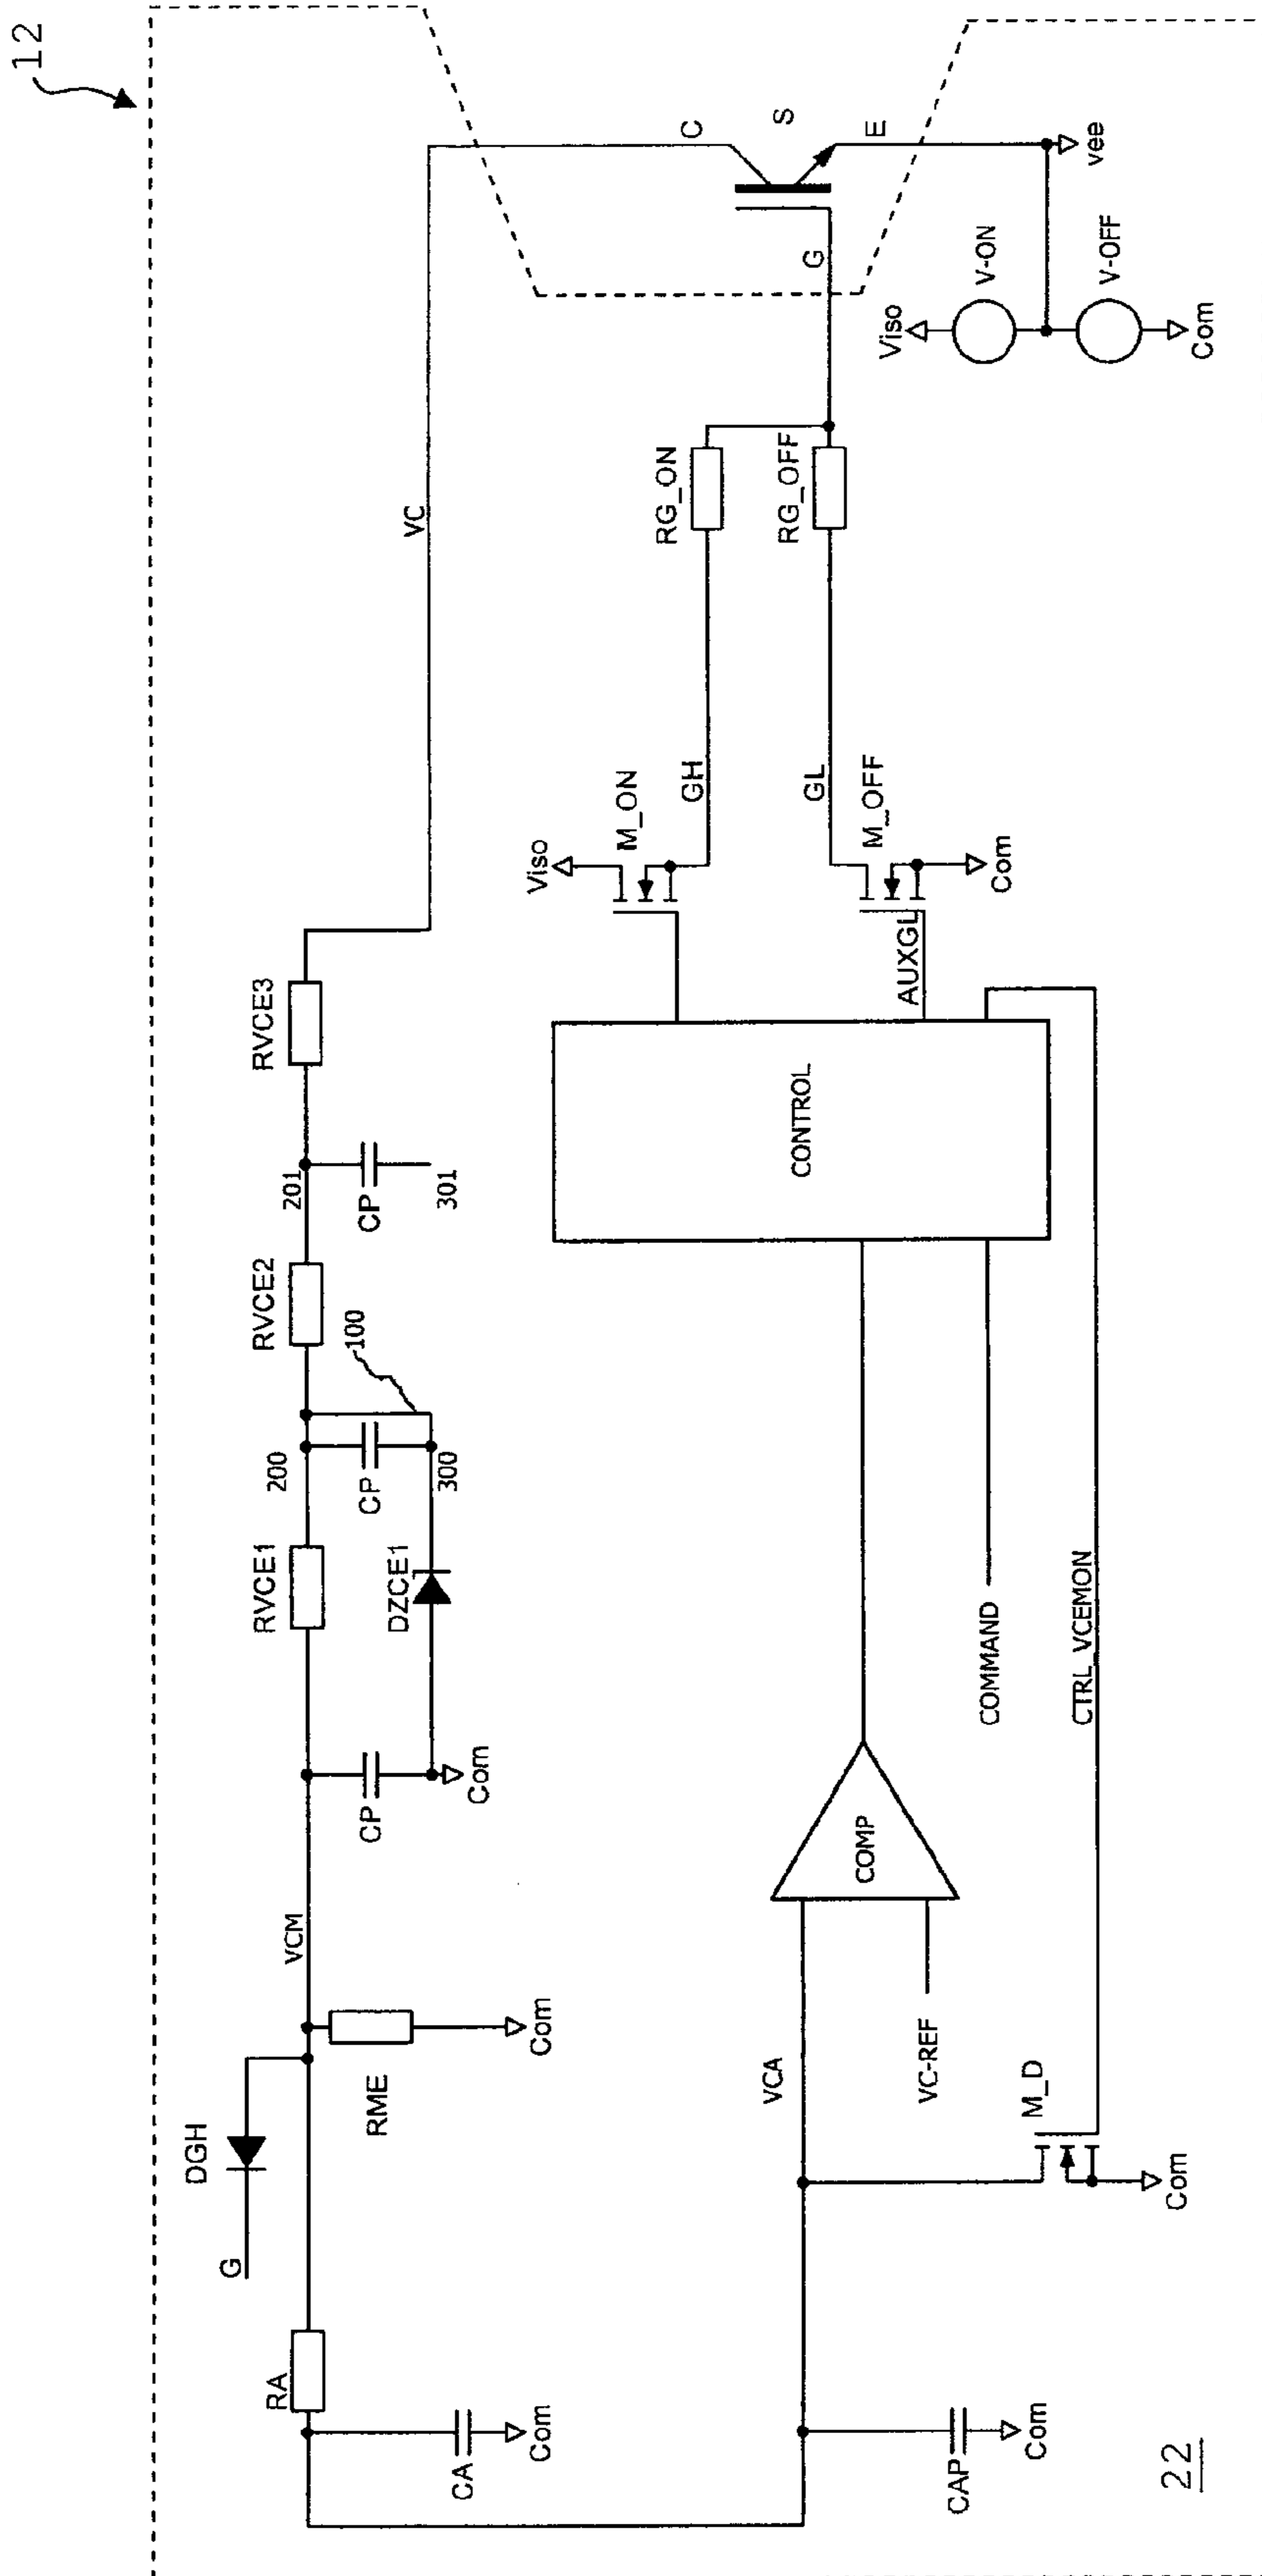 12
DGH
G
RA
CA
Com
RME
Com
VCM
CP
Com
RVCE1
DZCE1
200
CP
300
100
RVCE2
201
CP
301
RVCE3
VC
C
S
E
G
vee
V-ON
V-OFF
Viso
Com
RG_ON
RG_OFF
GH
GL
Viso
M_ON
M_OFF
AUXGL
Com
CONTROL
COMP
COMMAND
CTRL_VCEMON
VCA
VC-REF
M_D
Com
CAP
Com
22